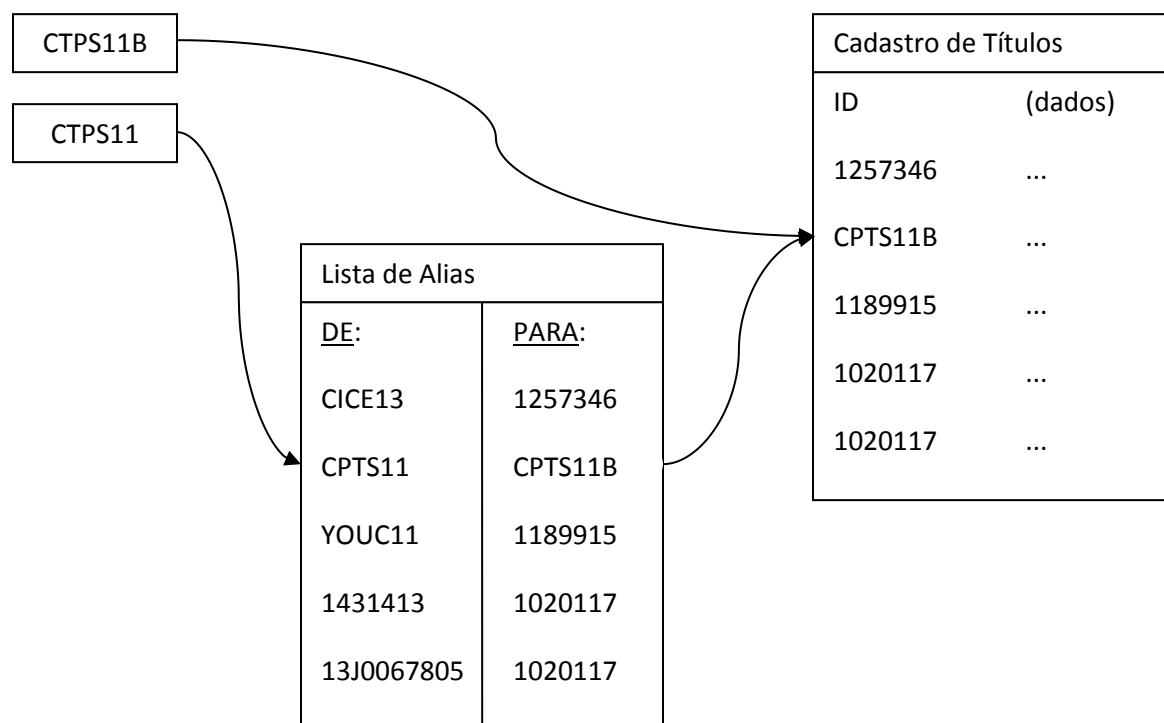 CTPS11B
CTPS11
Cadastro de Títulos
ID (dados)
1257346 ...
CPTS11B ...
1189915 ...
1020117 ...
1020117 ...
Lista de Alias
DE: PARA:
CICE13 1257346
CPTS11 CPTS11B
YOUC11 1189915
1431413 1020117
13J0067805 1020117